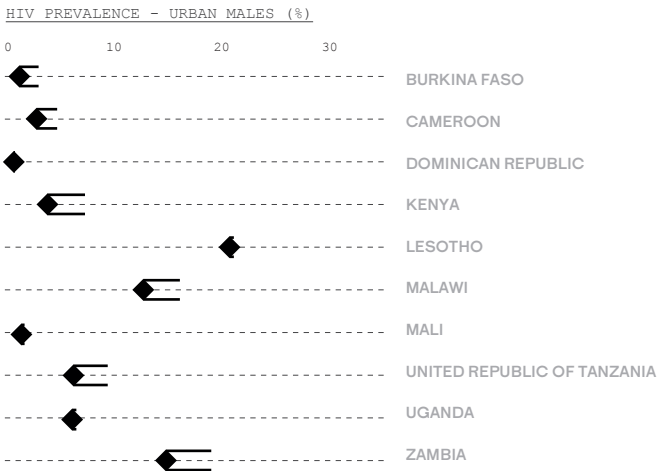 HIV PREVALENCE – URBAN MALES (%)
0 10 20 30
BURKINA FASO
CAMEROON
DOMINICAN REPUBLIC
KENYA
LESOTHO
MALAWI
MALI
UNITED REPUBLIC OF TANZANIA
UGANDA
ZAMBIA